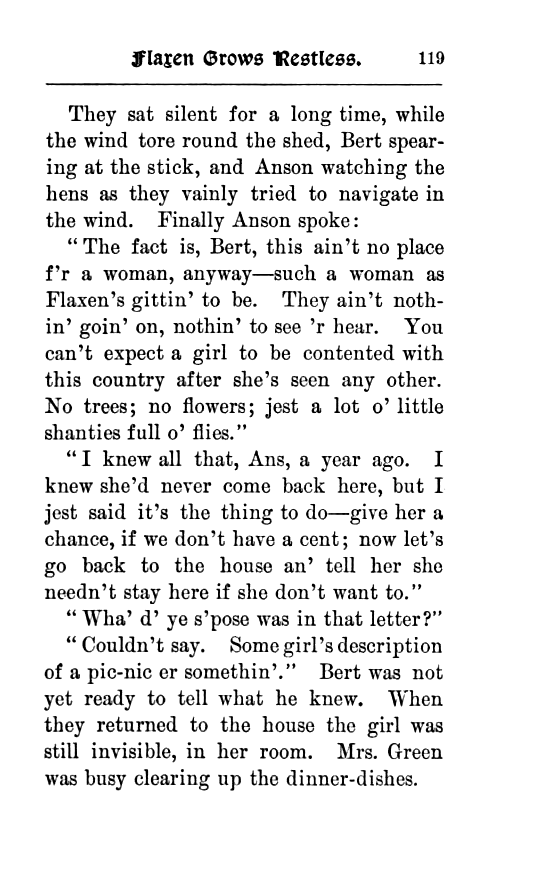 Flaxen Grows Restless. 119
They sat silent for a long time, while
the wind tore round the shed, Bert spear-
ing at the stick, and Anson watching the
hens as they vainly tried to navigate in
the wind. Finally Anson spoke:
“The fact is, Bert, this ain’t no place
f’r a woman, anyway—such a woman as
Flaxen’s gittin’ to be. They ain’t noth-
in’ goin’ on, nothin’ to see ’r hear. You
can’t expect a girl to be contented with
this country after she’s seen any other.
No trees; no flowers; jest a lot o’ little
shanties full o’ flies.”
“I knew all that, Ans, a year ago. I
knew she’d never come back here, but I
jest said it’s the thing to do—give her a
chance, if we don’t have a cent; now let’s
go back to the house an’ tell her she
needn’t stay here if she don’t want to.”
“Wha’ d’ ye s’pose was in that letter?”
“Couldn’t say. Some girl’s description
of a pic-nic er somethin’.” Bert was not
yet ready to tell what he knew. When
they returned to the house the girl was
still invisible, in her room. Mrs. Green
was busy clearing up the dinner-dishes.